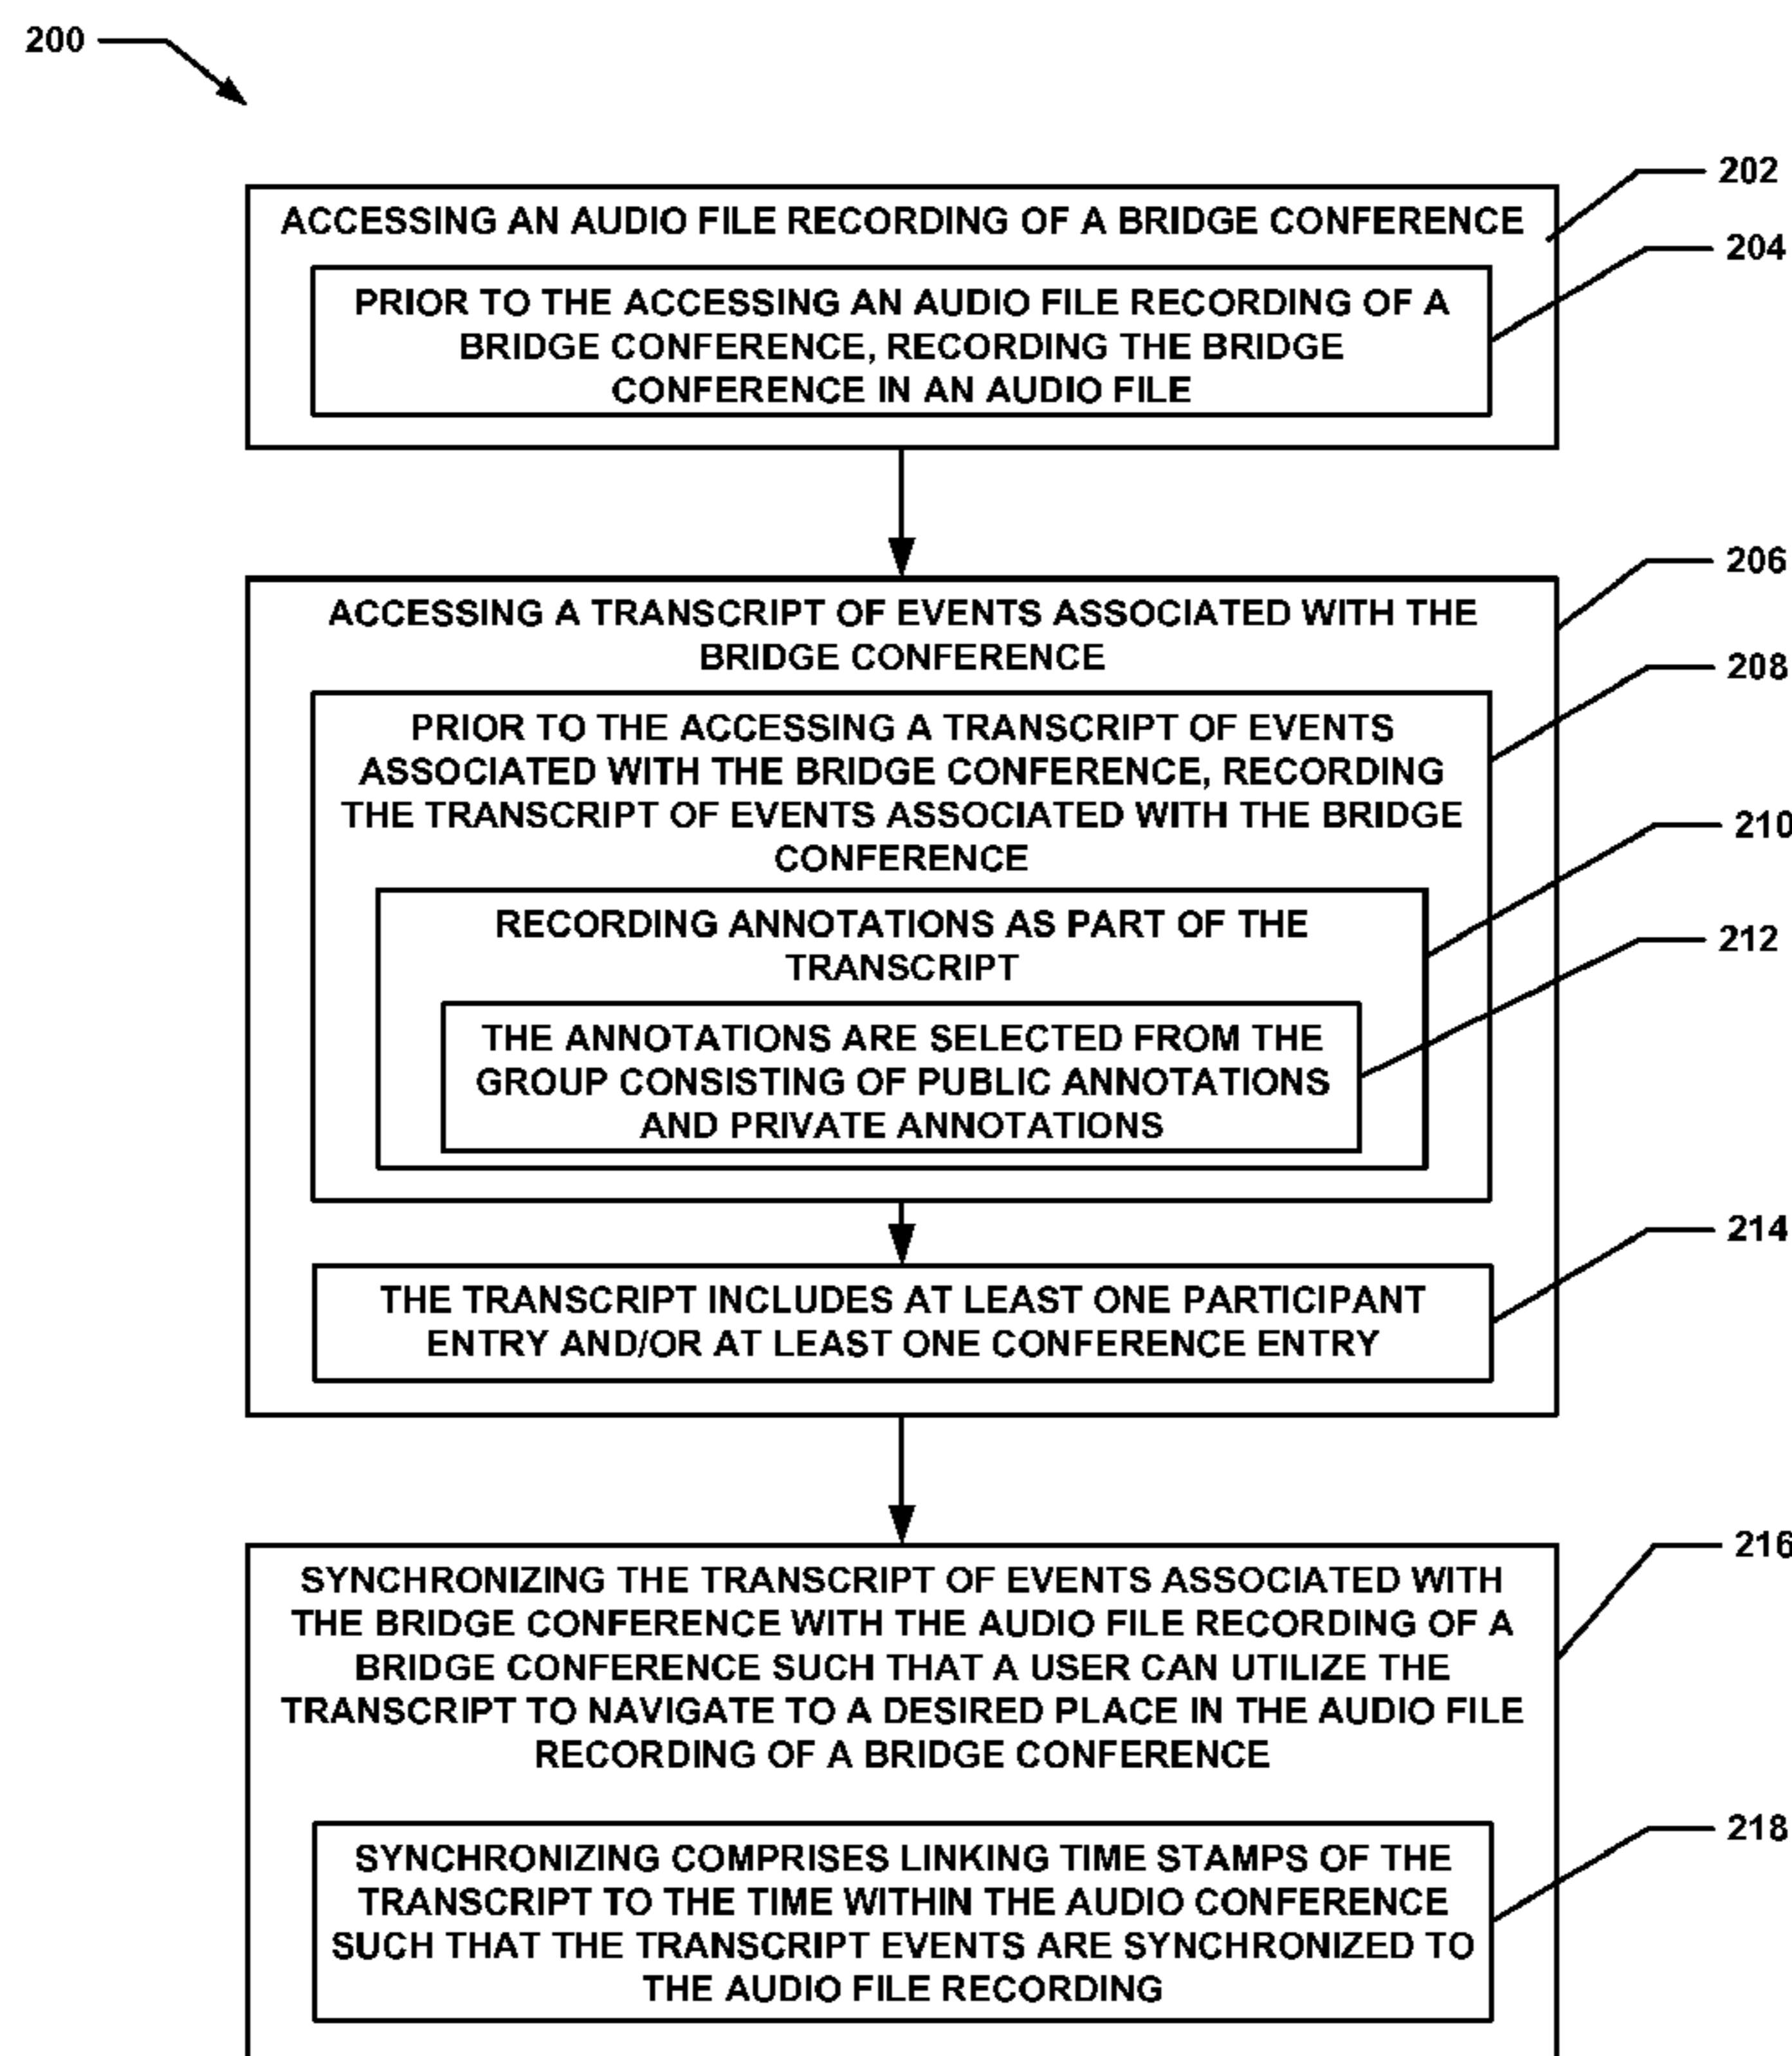 200
202
ACCESSING AN AUDIO FILE RECORDING OF A BRIDGE CONFERENCE
204
PRIOR TO THE ACCESSING AN AUDIO FILE RECORDING OF A
BRIDGE CONFERENCE, RECORDING THE BRIDGE
CONFERENCE IN AN AUDIO FILE
206
ACCESSING A TRANSCRIPT OF EVENTS ASSOCIATED WITH THE
BRIDGE CONFERENCE
208
PRIOR TO THE ACCESSING A TRANSCRIPT OF EVENTS
ASSOCIATED WITH THE BRIDGE CONFERENCE, RECORDING
THE TRANSCRIPT OF EVENTS ASSOCIATED WITH THE BRIDGE
CONFERENCE
210
RECORDING ANNOTATIONS AS PART OF THE
TRANSCRIPT
212
THE ANNOTATIONS ARE SELECTED FROM THE
GROUP CONSISTING OF PUBLIC ANNOTATIONS
AND PRIVATE ANNOTATIONS
214
THE TRANSCRIPT INCLUDES AT LEAST ONE PARTICIPANT
ENTRY AND/OR AT LEAST ONE CONFERENCE ENTRY
216
SYNCHRONIZING THE TRANSCRIPT OF EVENTS ASSOCIATED WITH
THE BRIDGE CONFERENCE WITH THE AUDIO FILE RECORDING OF A
BRIDGE CONFERENCE SUCH THAT A USER CAN UTILIZE THE
TRANSCRIPT TO NAVIGATE TO A DESIRED PLACE IN THE AUDIO FILE
RECORDING OF A BRIDGE CONFERENCE
218
SYNCHRONIZING COMPRISES LINKING TIME STAMPS OF THE
TRANSCRIPT TO THE TIME WITHIN THE AUDIO CONFERENCE
SUCH THAT THE TRANSCRIPT EVENTS ARE SYNCHRONIZED TO
THE AUDIO FILE RECORDING